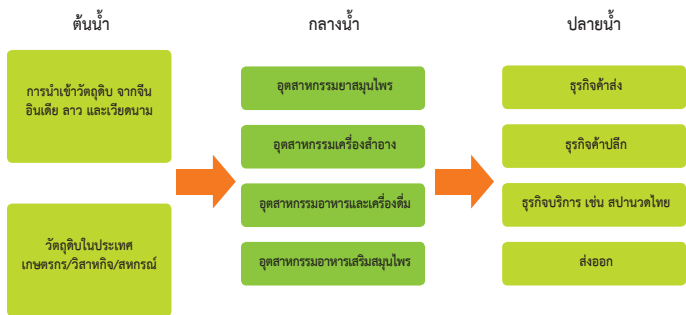 ต้นน้ำ
การนำเข้าวัตถุดิบ จากจีน
อินเดีย ลาว และเวียดนาม
วัตถุดิบในประเทศ
เกษตรกร/วิสาหกิจ/สหกรณ์
กลางน้ำ
อุตสาหกรรมยาสมุนไพร
อุตสาหกรรมเครื่องสำอาง
อุตสาหกรรมอาหารและเครื่องดื่ม
อุตสาหกรรมอาหารเสริมสมุนไพร
ปลายน้ำ
ธุรกิจค้าส่ง
ธุรกิจค้าปลีก
ธุรกิจบริการ เช่น สปานวดไทย
ส่งออก